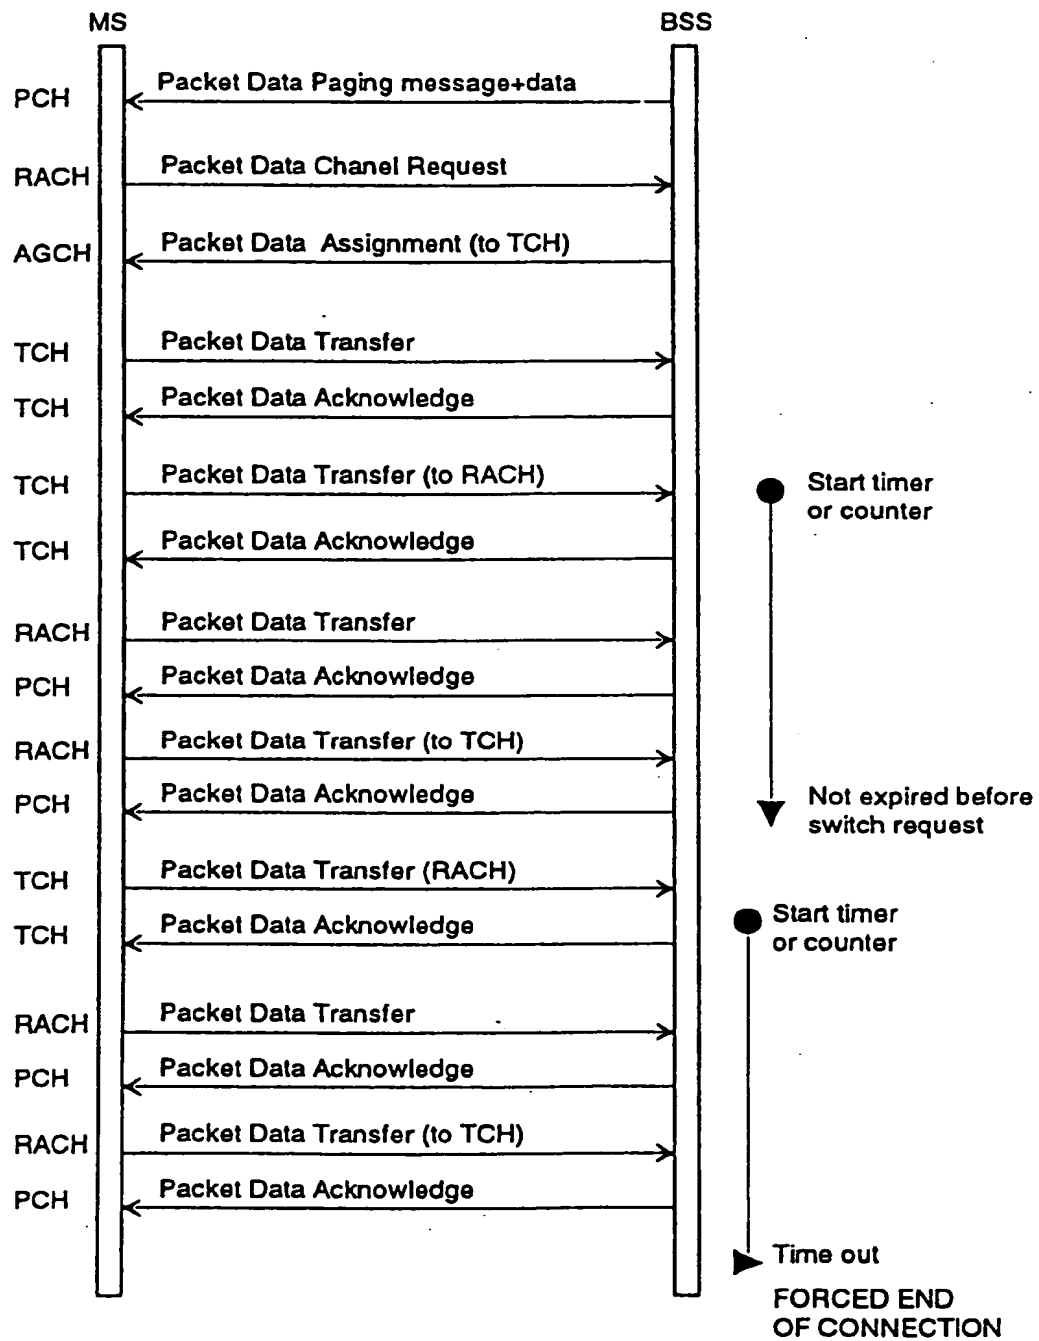 MS BSS
PCH Packet Data Paging message+data
RACH Packet Data Chanel Request
AGCH Packet Data Assignment (to TCH)
TCH Packet Data Transfer
TCH Packet Data Acknowledge
TCH Packet Data Transfer (to RACH)
Start timer
or counter
TCH Packet Data Acknowledge
RACH Packet Data Transfer
PCH Packet Data Acknowledge
RACH Packet Data Transfer (to TCH)
PCH Packet Data Acknowledge
Not expired before
switch request
TCH Packet Data Transfer (RACH)
Start timer
or counter
TCH Packet Data Acknowledge
RACH Packet Data Transfer
PCH Packet Data Acknowledge
RACH Packet Data Transfer (to TCH)
PCH Packet Data Acknowledge
Time out
FORCED END
OF CONNECTION